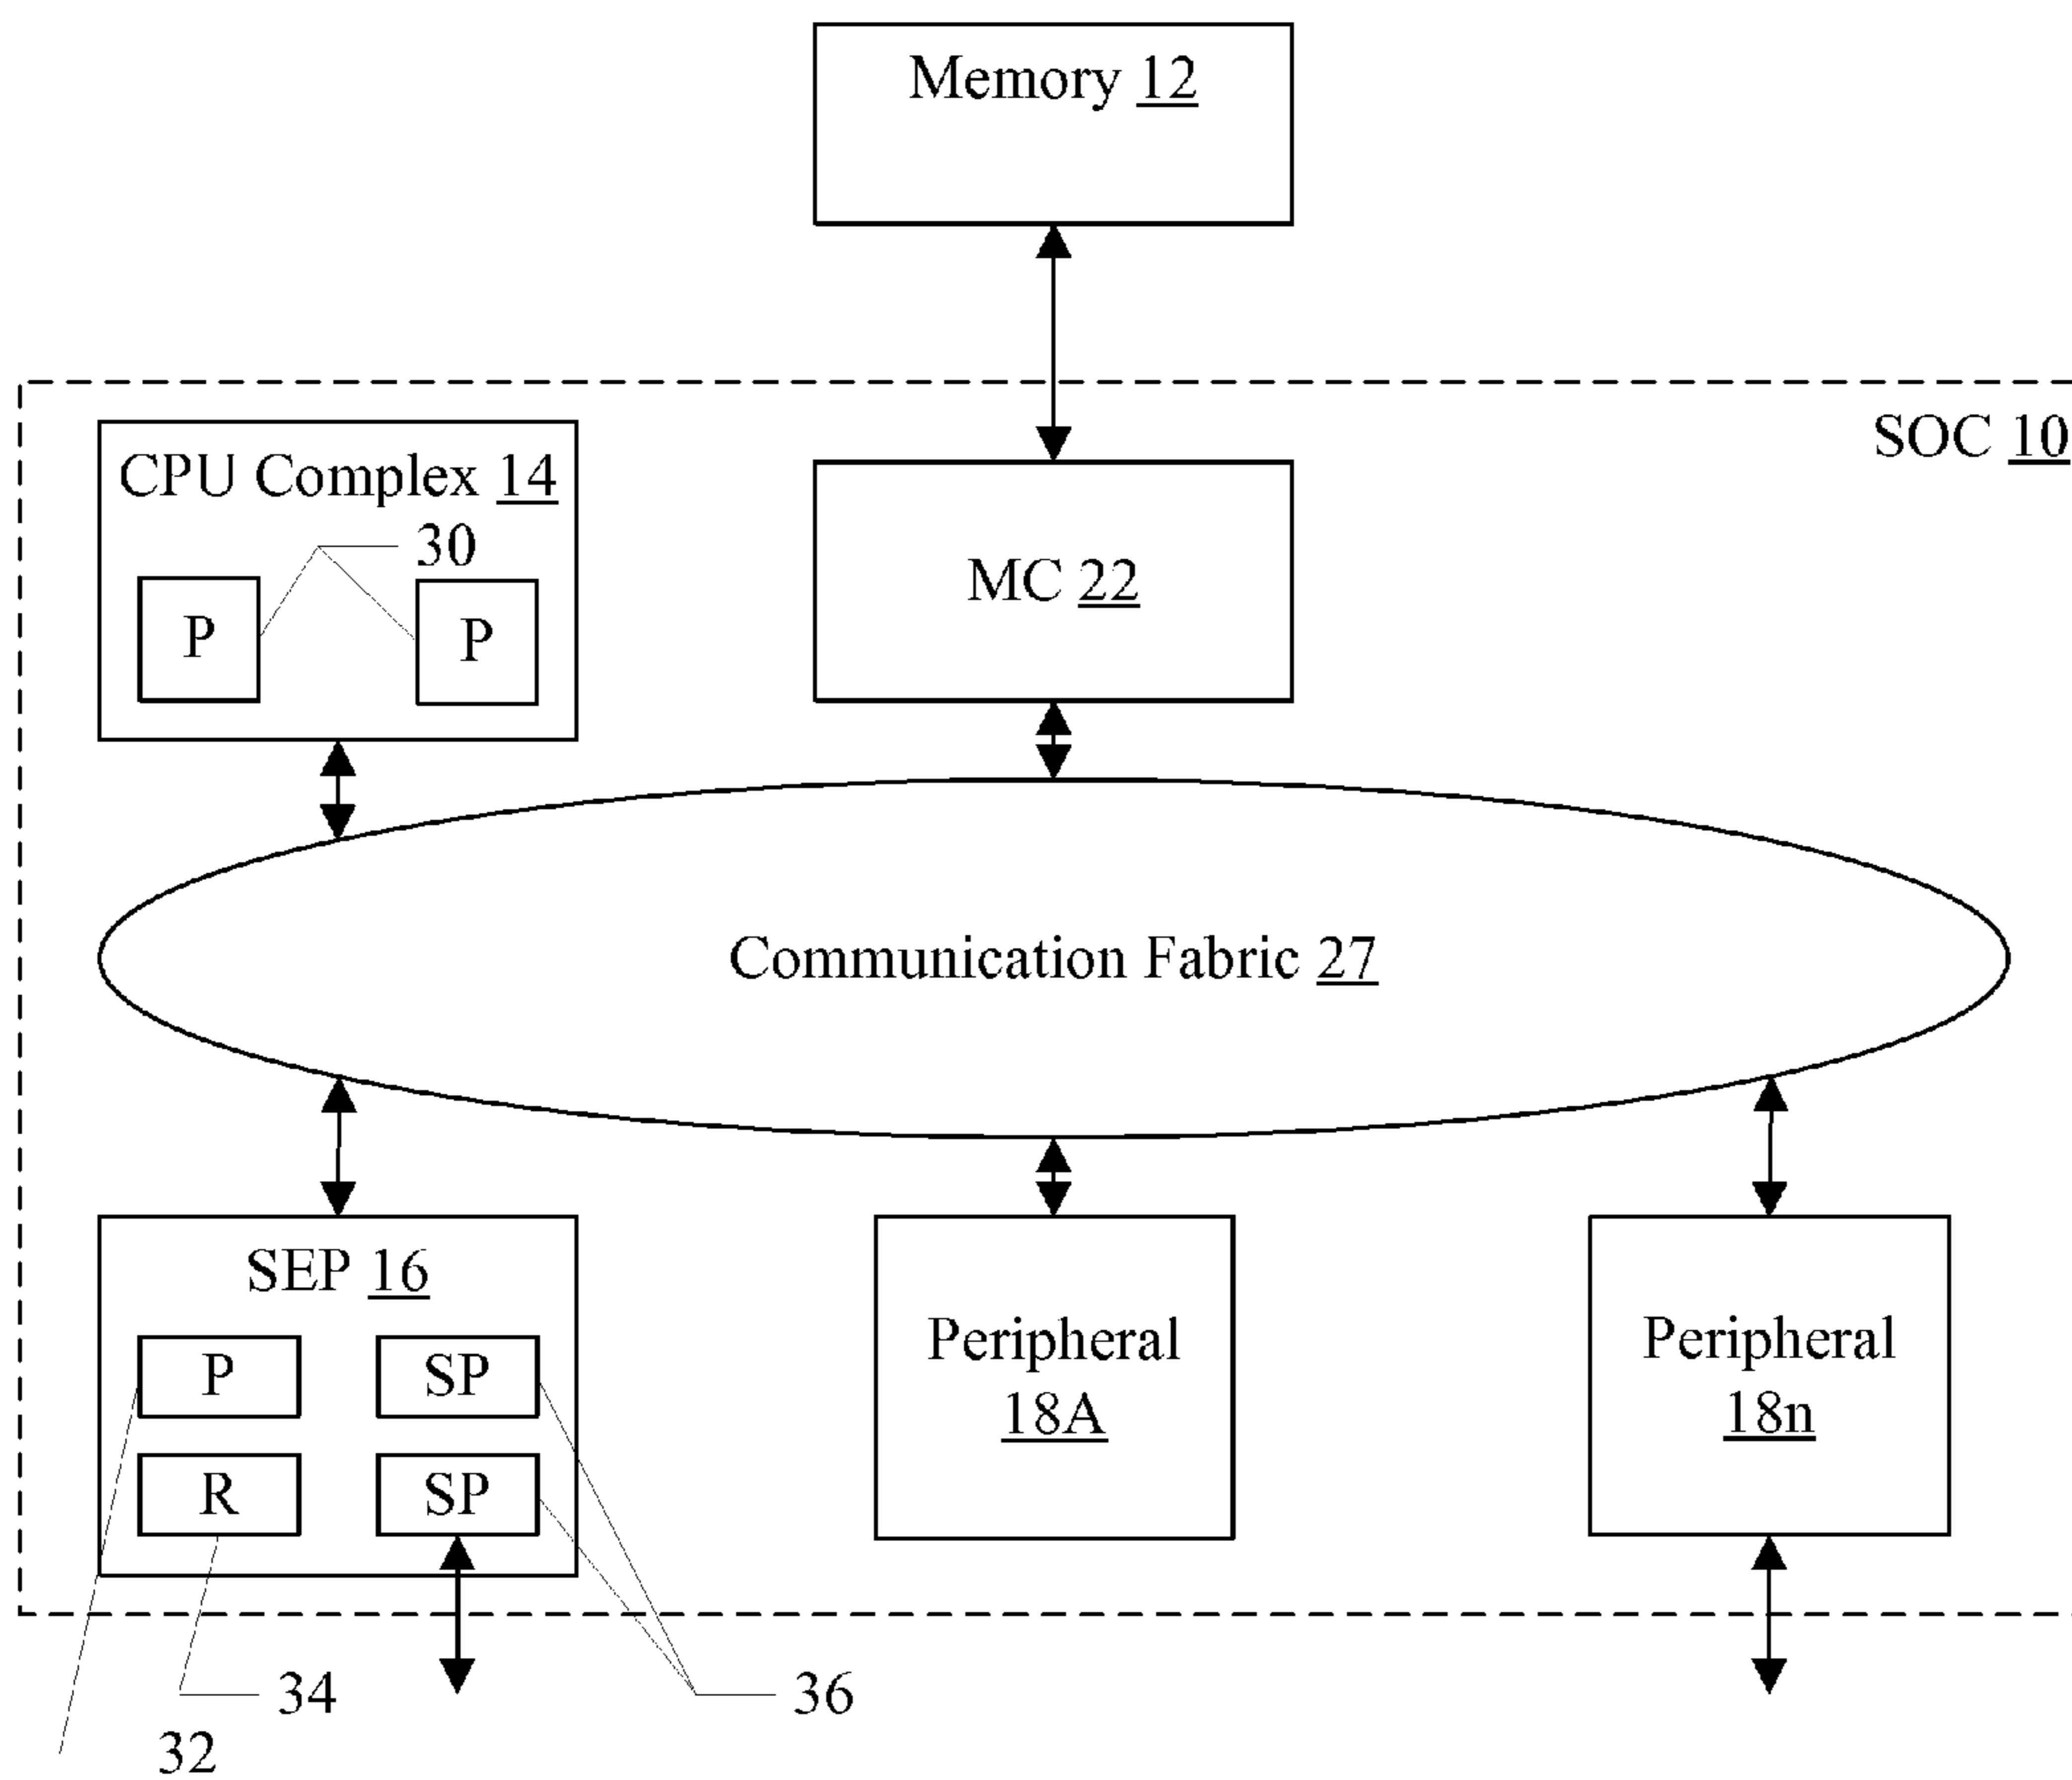 Memory 12
SOC 10
CPU Complex 14
30
P
P
MC 22
Communication Fabric 27
SEP 16
P
SP
R
SP
Peripheral
18A
Peripheral
18n
34
36
32